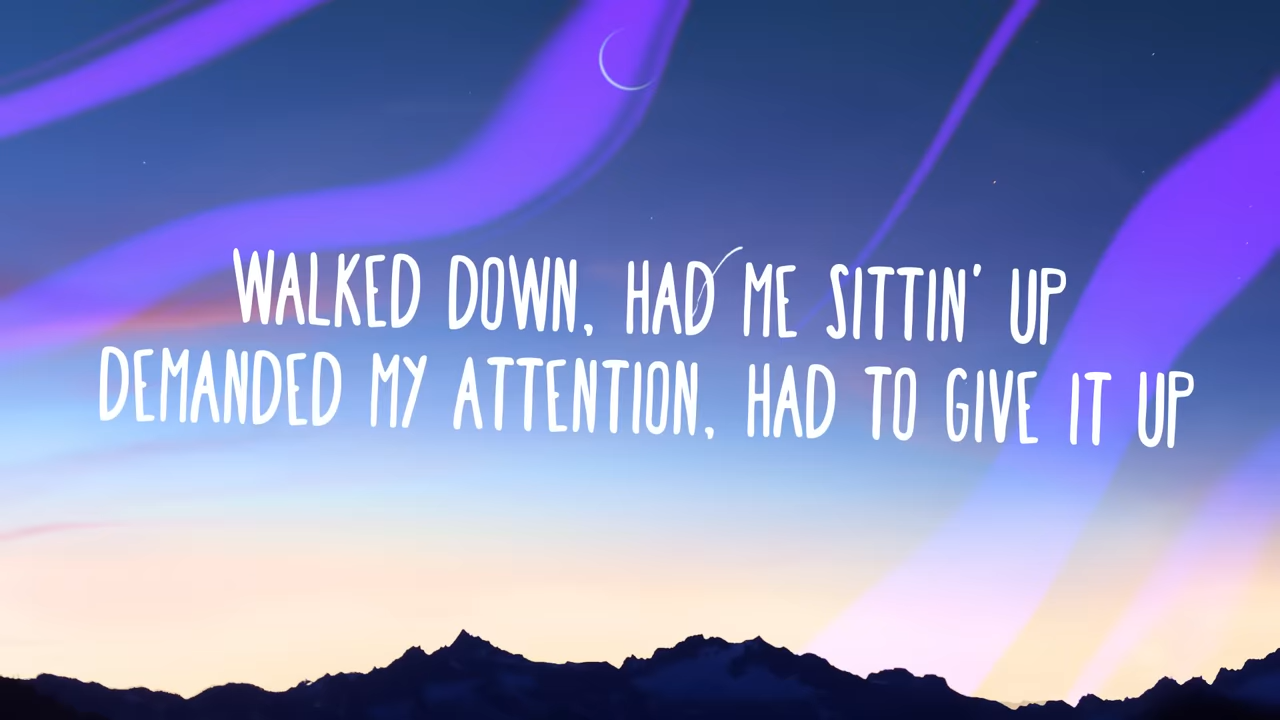 WALKED DOWN, HAD ME SITTIN' UP
DEMANDED MY ATTENTION, HAD TO GIVE IT UP